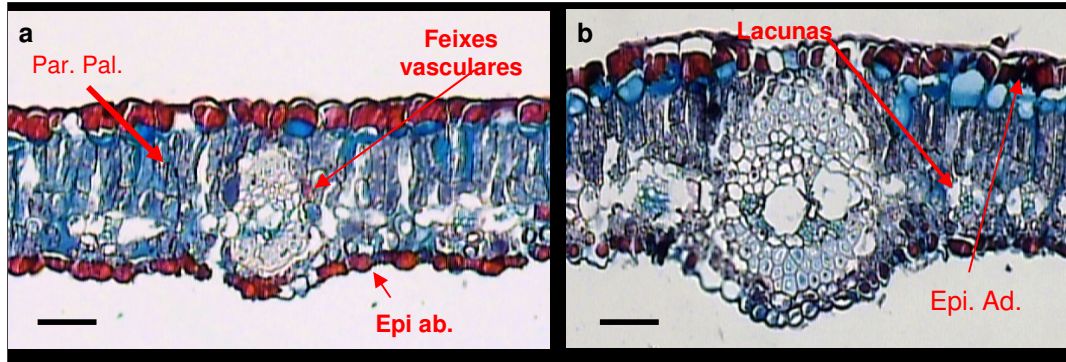 a
Feixes
vasculares
Par. Pal.
Epi ab.
b
Lacunas
Epi. Ad.